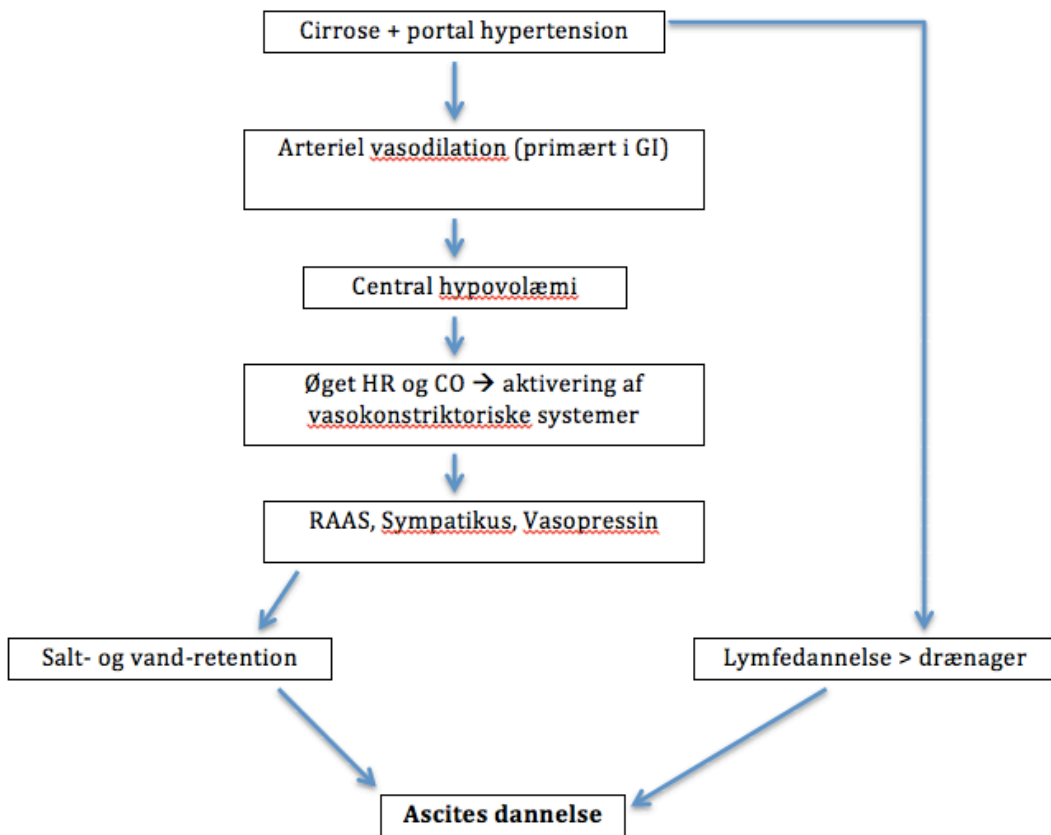 Cirrose + portal hypertension
Arteriel vasodilation (primært i GI)
Central hypovolæmi
Øget HR og CO → aktivering af
vasokonstriktoriske systemer
RAAS, Sympatikus, Vasopressin
Salt- og vand-retention
Lymfedannelse > drænager
Ascites dannelse